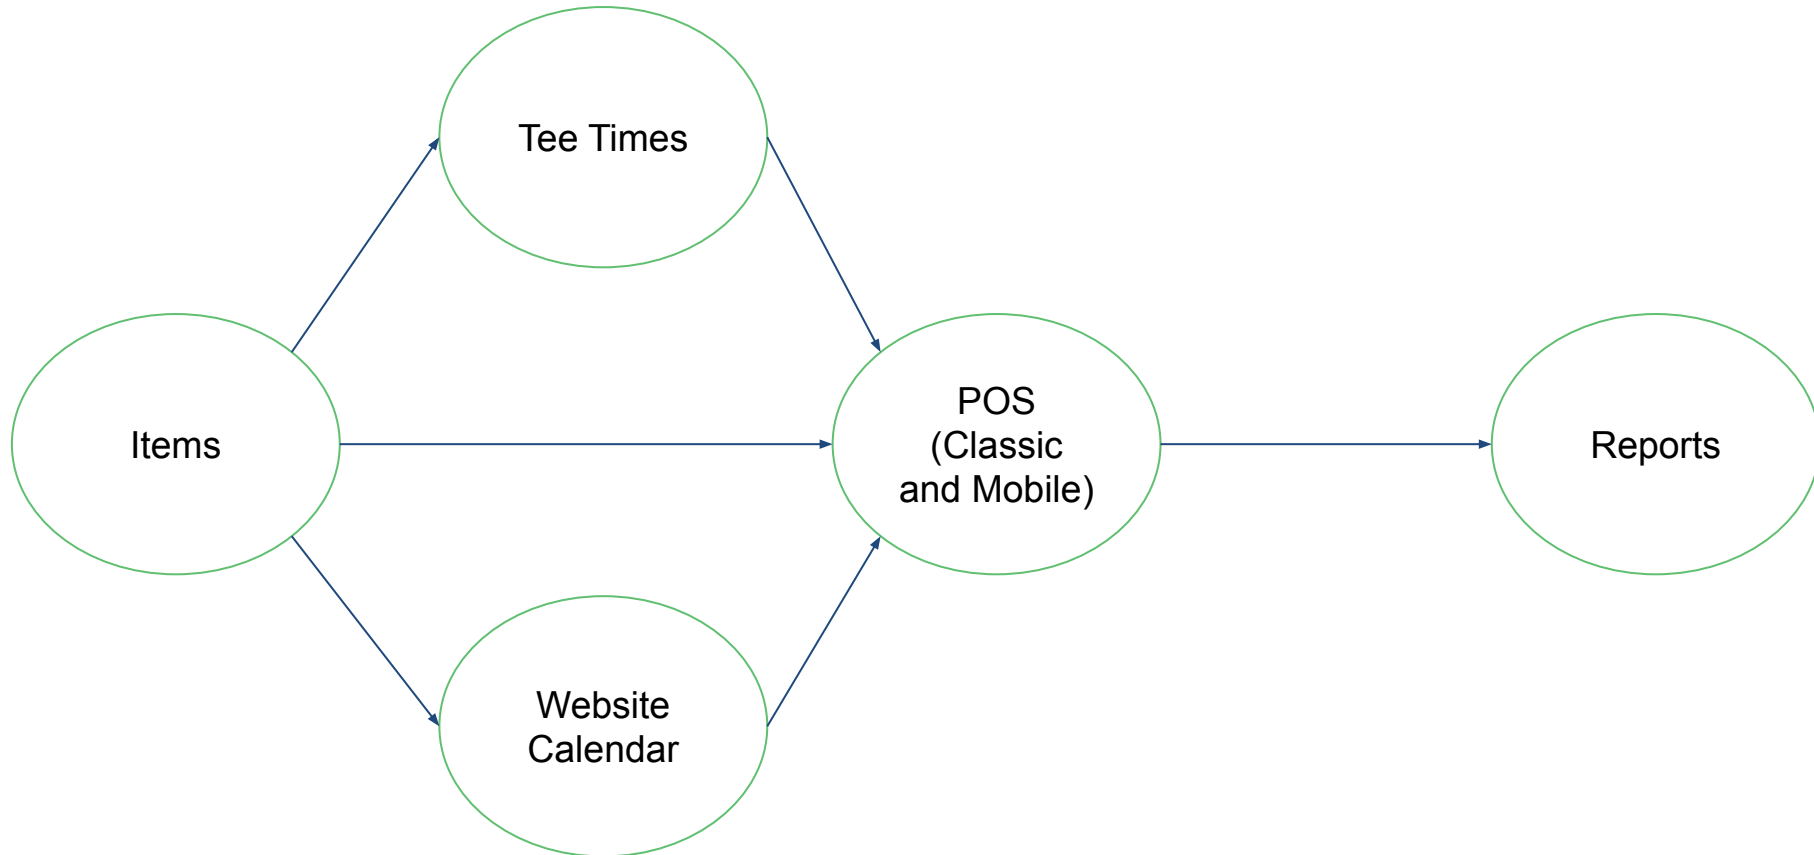 Tee Times
Items
POS
(Classic
and Mobile)
Reports
Website
Calendar